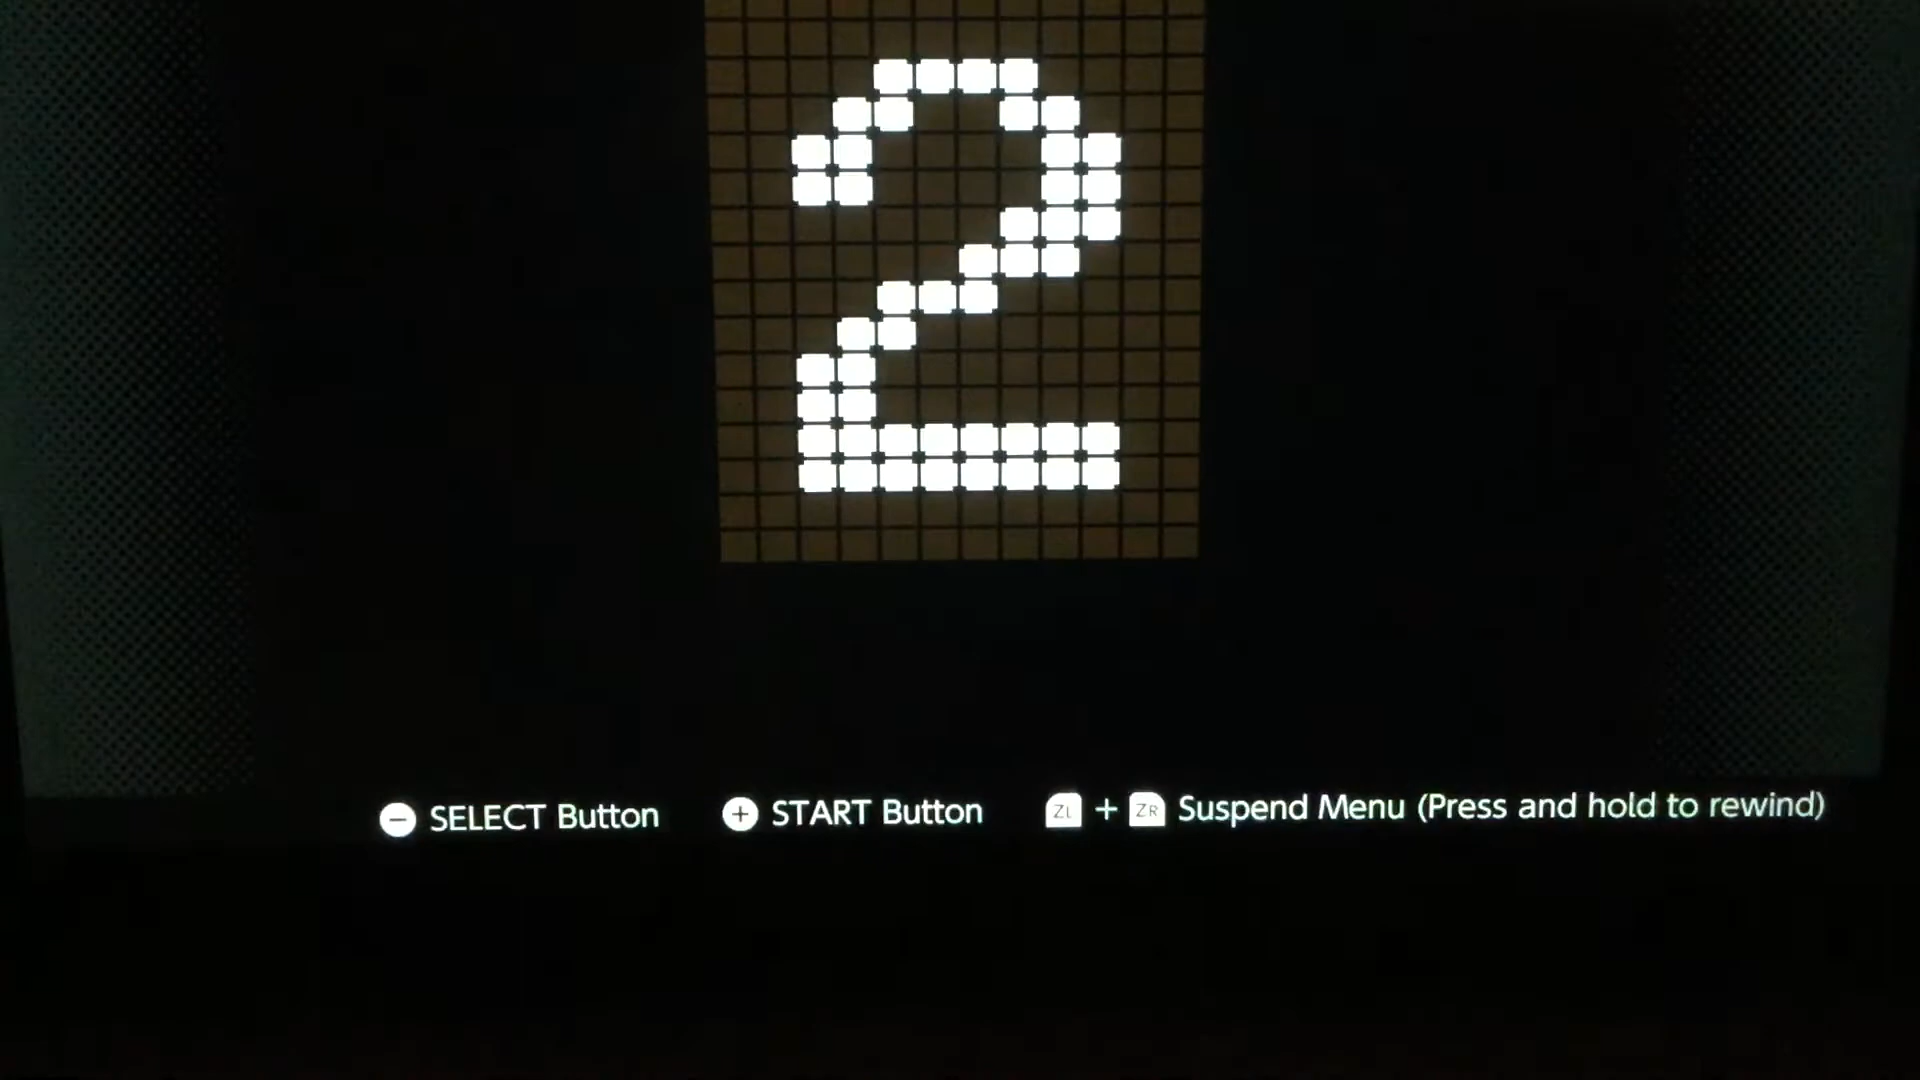 2
− SELECT Button + START Button ZL + ZR Suspend Menu (Press and hold to rewind)